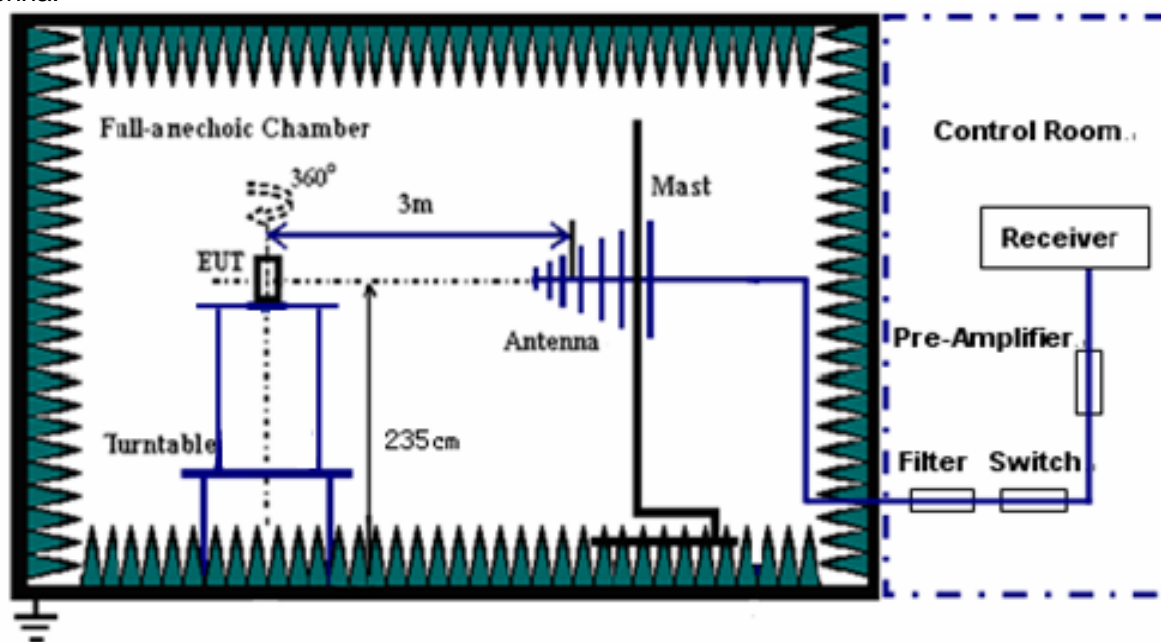 Full-anechoic Chamber
360°
3m
Mast
EUT
Antenna
Turntable
235cm
Control Room
Receiver
Pre-Amplifier
Filter Switch